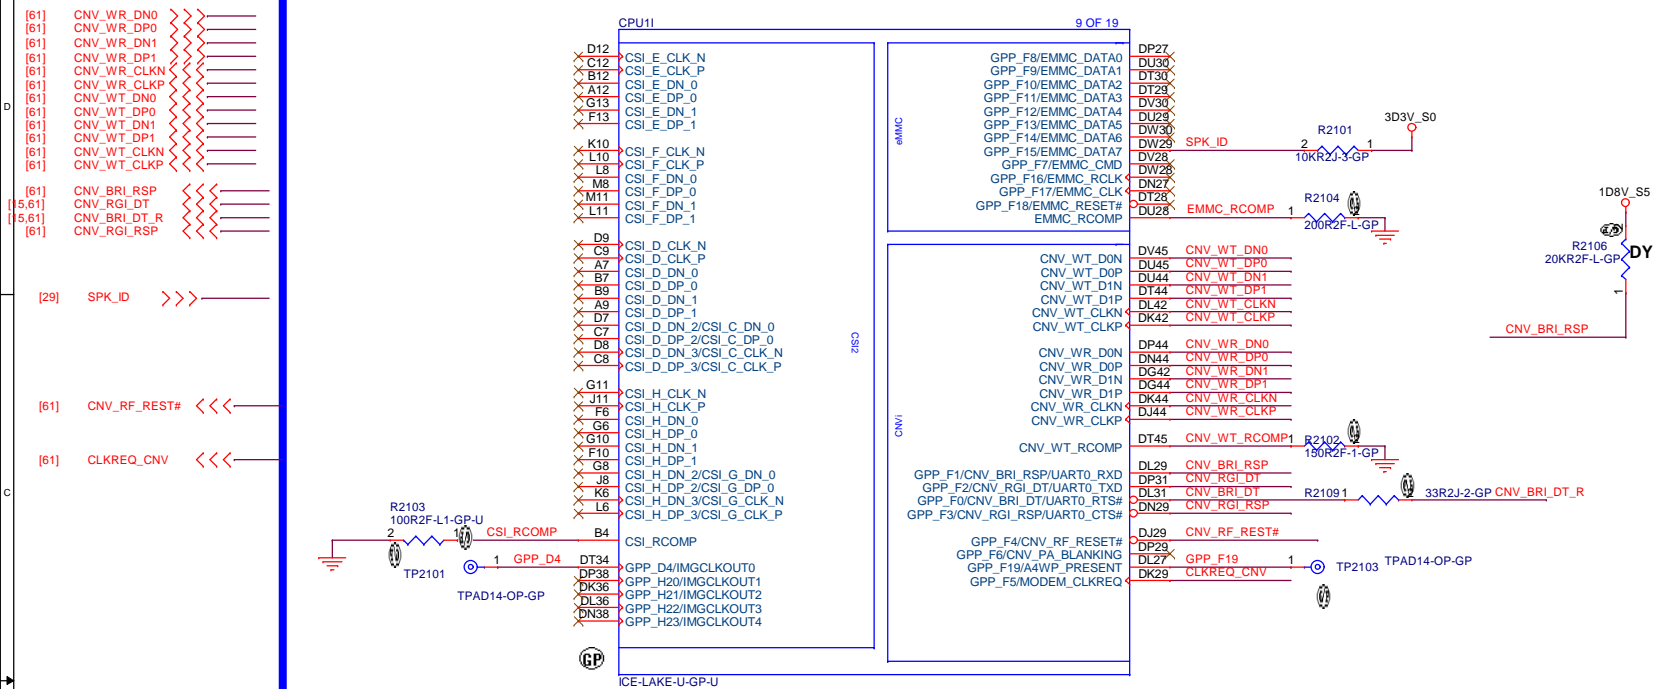 [61] CNV_WR_DN0
[61] CNV_WR_DP0
[61] CNV_WR_DN1
[61] CNV_WR_DP1
[61] CNV_WR_CLKN
[61] CNV_WR_CLKP
[61] CNV_WT_DN0
[61] CNV_WT_DP0
[61] CNV_WT_DN1
[61] CNV_WT_DP1
[61] CNV_WT_CLKN
[61] CNV_WT_CLKP
[61] CNV_BRI_RSP
[15,61] CNV_RGI_DT
[15,61] CNV_BRI_DT_R
[61] CNV_RGI_RSP
[29] SPK_ID
[61] CNV_RF_REST#
[61] CLKREQ_CNV
D
C
CPU1I
9 OF 19
D12 CSI_E_CLK_N
C12 CSI_E_CLK_P
B12 CSI_E_DN_0
A12 CSI_E_DP_0
G13 CSI_E_DN_1
F13 CSI_E_DP_1
K10 CSI_F_CLK_N
L10 CSI_F_CLK_P
L8 CSI_F_DN_0
M8 CSI_F_DP_0
M11 CSI_F_DN_1
L11 CSI_F_DP_1
D9 CSI_D_CLK_N
C9 CSI_D_CLK_P
A7 CSI_D_DN_0
B7 CSI_D_DP_0
B9 CSI_D_DN_1
A9 CSI_D_DP_1
D7 CSI_D_DN_2/CSI_C_DN_0
C7 CSI_D_DP_2/CSI_C_DP_0
D8 CSI_D_DN_3/CSI_C_CLK_N
C8 CSI_D_DP_3/CSI_C_CLK_P
G11 CSI_H_CLK_N
J11 CSI_H_CLK_P
F6 CSI_H_DN_0
G6 CSI_H_DP_0
G10 CSI_H_DN_1
F10 CSI_H_DP_1
G8 CSI_H_DN_2/CSI_G_DN_0
J8 CSI_H_DP_2/CSI_G_DP_0
K6 CSI_H_DN_3/CSI_G_CLK_N
L6 CSI_H_DP_3/CSI_G_CLK_P
R2103
100R2F-L1-GP-U
2 1 CSI_RCOMP B4 CSI_RCOMP
TP2101 1 GPP_D4 DT34 GPP_D4/IMGCLKOUT0
TPAD14-OP-GP
DP38 GPP_H20/IMGCLKOUT1
DK36 GPP_H21/IMGCLKOUT2
DL36 GPP_H22/IMGCLKOUT3
DN38 GPP_H23/IMGCLKOUT4
CSI2
GP
ICE-LAKE-U-GP-U
eMMC
GPP_F8/EMMC_DATA0 DP27
GPP_F9/EMMC_DATA1 DU30
GPP_F10/EMMC_DATA2 DT30
GPP_F11/EMMC_DATA3 DT29
GPP_F12/EMMC_DATA4 DV30
GPP_F13/EMMC_DATA5 DU29
GPP_F14/EMMC_DATA6 DW30
GPP_F15/EMMC_DATA7 DW29 SPK_ID
GPP_F7/EMMC_CMD DV28
GPP_F16/EMMC_RCLK DW28
GPP_F17/EMMC_CLK DN27
GPP_F18/EMMC_RESET# DT28
EMMC_RCOMP DU28 EMMC_RCOMP 1
R2101
2 1
10KR2J-3-GP
3D3V_S0
R2104
200R2F-L-GP
CNVi
CNV_WT_D0N DV45 CNV_WT_DN0
CNV_WT_D0P DU45 CNV_WT_DP0
CNV_WT_D1N DU44 CNV_WT_DN1
CNV_WT_D1P DT44 CNV_WT_DP1
CNV_WT_CLKN DL42 CNV_WT_CLKN
CNV_WT_CLKP DK42 CNV_WT_CLKP
CNV_WR_D0N DP44 CNV_WR_DN0
CNV_WR_D0P DN44 CNV_WR_DP0
CNV_WR_D1N DG42 CNV_WR_DN1
CNV_WR_D1P DG44 CNV_WR_DP1
CNV_WR_CLKN DK44 CNV_WR_CLKN
CNV_WR_CLKP DJ44 CNV_WR_CLKP
CNV_WT_RCOMP DT45 CNV_WT_RCOMP 1
R2102
150R2F-1-GP
GPP_F1/CNV_BRI_RSP/UART0_RXD DL29 CNV_BRI_RSP
GPP_F2/CNV_RGI_DT/UART0_TXD DP31 CNV_RGI_DT
GPP_F0/CNV_BRI_DT/UART0_RTS# DL31 CNV_BRI_DT R2109 1 2 33R2J-2-GP CNV_BRI_DT_R
GPP_F3/CNV_RGI_RSP/UART0_CTS# DN29 CNV_RGI_RSP
GPP_F4/CNV_RF_RESET# DJ29 CNV_RF_REST#
GPP_F6/CNV_PA_BLANKING DP29
GPP_F19/A4WP_PRESENT DL27 GPP_F19 1 TP2103 TPAD14-OP-GP
GPP_F5/MODEM_CLKREQ DK29 CLKREQ_CNV
1D8V_S5
R2106
20KR2F-L-GP
DY
1
CNV_BRI_RSP